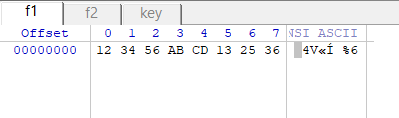 f1 f2 key
Offset 0 1 2 3 4 5 6 7 NSI ASCII
00000000 12 34 56 AB CD 13 25 36 4V«Í %6